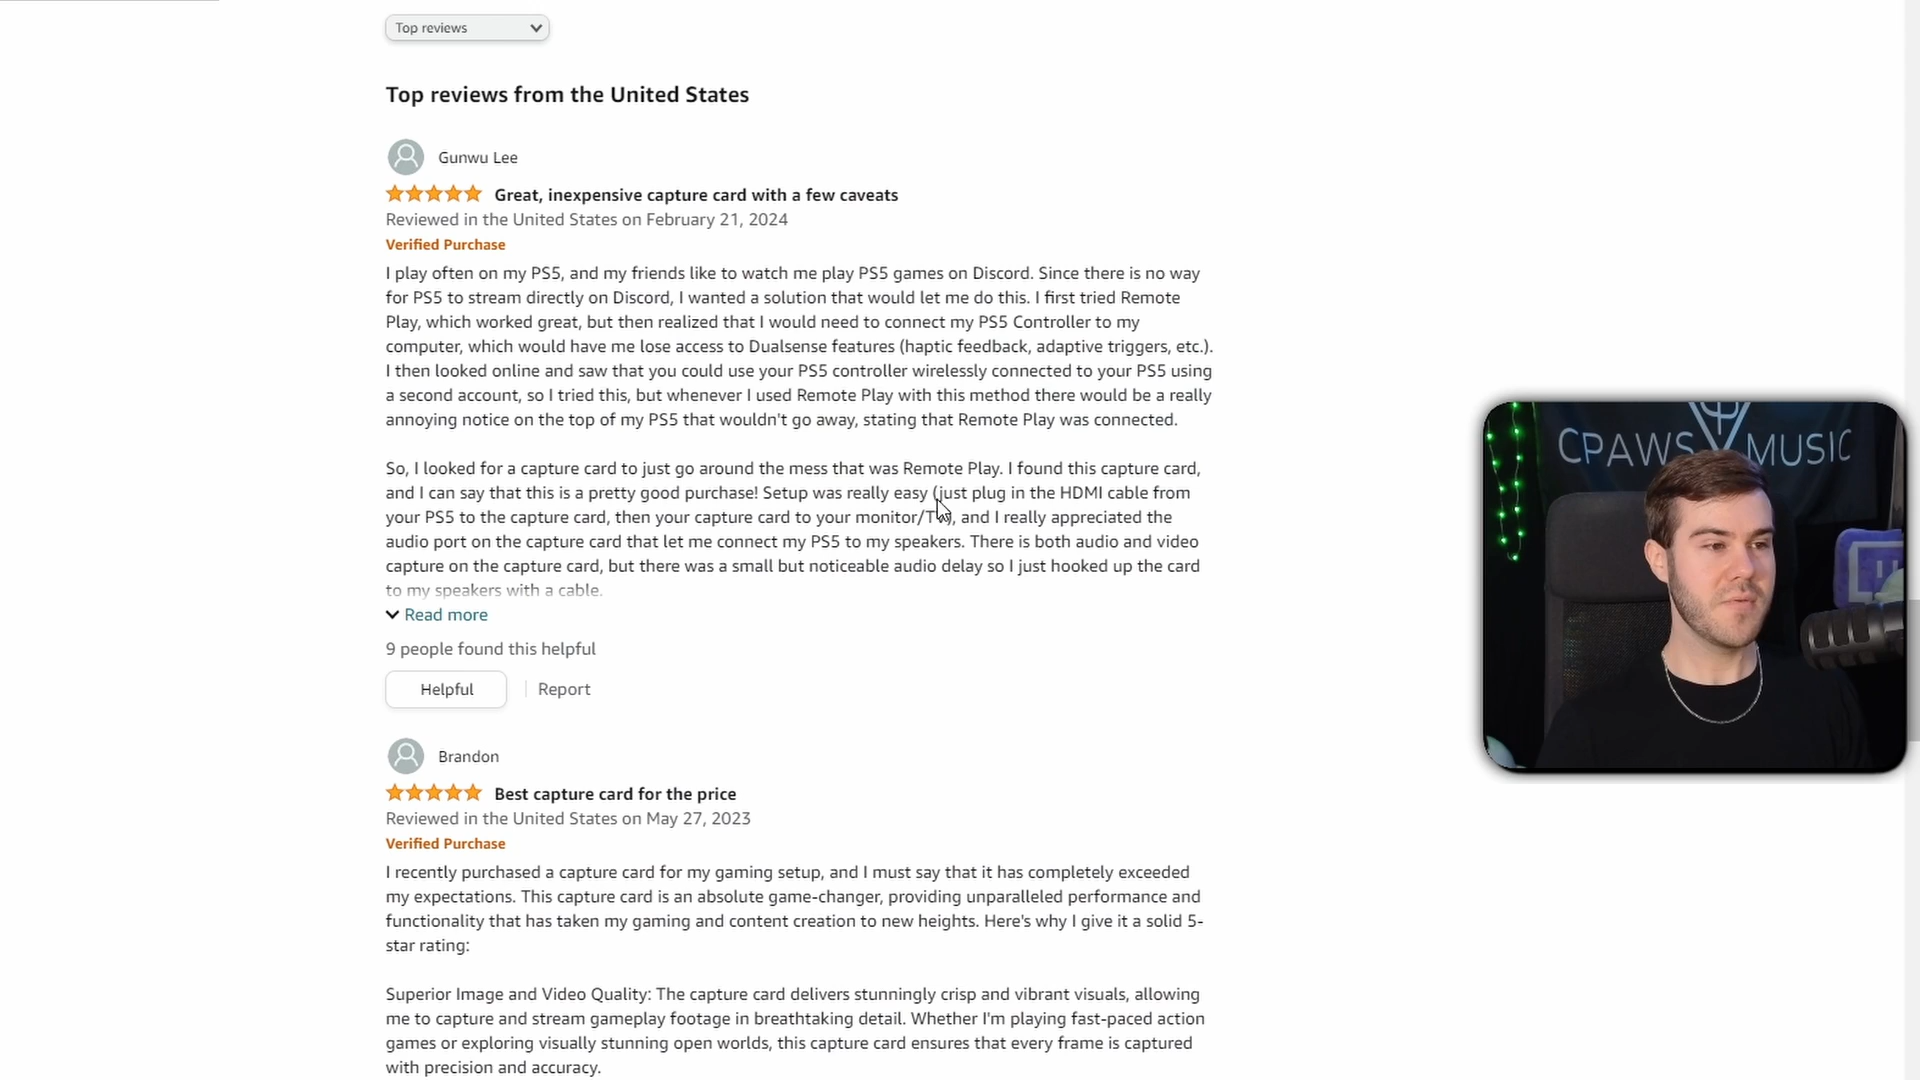 Top reviews
Top reviews from the United States
Gunwu Lee
Great, inexpensive capture card with a few caveats
Reviewed in the United States on February 21, 2024
Verified Purchase
I play often on my PS5, and my friends like to watch me play PS5 games on Discord. Since there is no way
for PS5 to stream directly on Discord, I wanted a solution that would let me do this. I first tried Remote
Play, which worked great, but then realized that I would need to connect my PS5 Controller to my
computer, which would have me lose access to Dualsense features (haptic feedback, adaptive triggers, etc.).
I then looked online and saw that you could use your PS5 controller wirelessly connected to your PS5 using
a second account, so I tried this, but whenever I used Remote Play with this method there would be a really
annoying notice on the top of my PS5 that wouldn't go away, stating that Remote Play was connected.
So, I looked for a capture card to just go around the mess that was Remote Play. I found this capture card,
and I can say that this is a pretty good purchase! Setup was really easy (just plug in the HDMI cable from
your PS5 to the capture card, then your capture card to your monitor/TV), and I really appreciated the
audio port on the capture card that let me connect my PS5 to my speakers. There is both audio and video
capture on the capture card, but there was a small but noticeable audio delay so I just hooked up the card
to my speakers with a cable.
Read more
9 people found this helpful
Helpful
Report
Brandon
Best capture card for the price
Reviewed in the United States on May 27, 2023
Verified Purchase
I recently purchased a capture card for my gaming setup, and I must say that it has completely exceeded
my expectations. This capture card is an absolute game-changer, providing unparalleled performance and
functionality that has taken my gaming and content creation to new heights. Here's why I give it a solid 5-
star rating:
Superior Image and Video Quality: The capture card delivers stunningly crisp and vibrant visuals, allowing
me to capture and stream gameplay footage in breathtaking detail. Whether I'm playing fast-paced action
games or exploring visually stunning open worlds, this capture card ensures that every frame is captured
with precision and accuracy.
CPAWS MUSIC